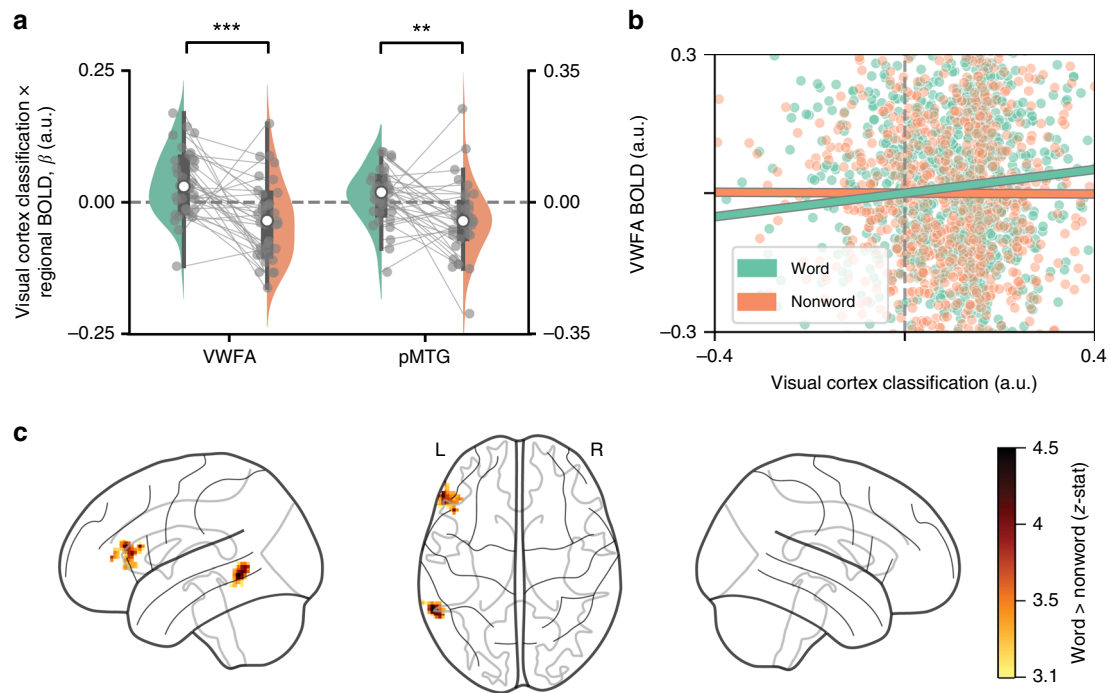 a
***
**
0.25
0.00
−0.25
0.35
0.00
−0.35
Visual cortex classification ×
regional BOLD, β (a.u.)
VWFA
pMTG
b
0.3
−0.3
VWFA BOLD (a.u.)
Word
Nonword
−0.4
0.4
Visual cortex classification (a.u.)
c
L
R
4.5
4
3.5
3.1
Word > nonword (z-stat)